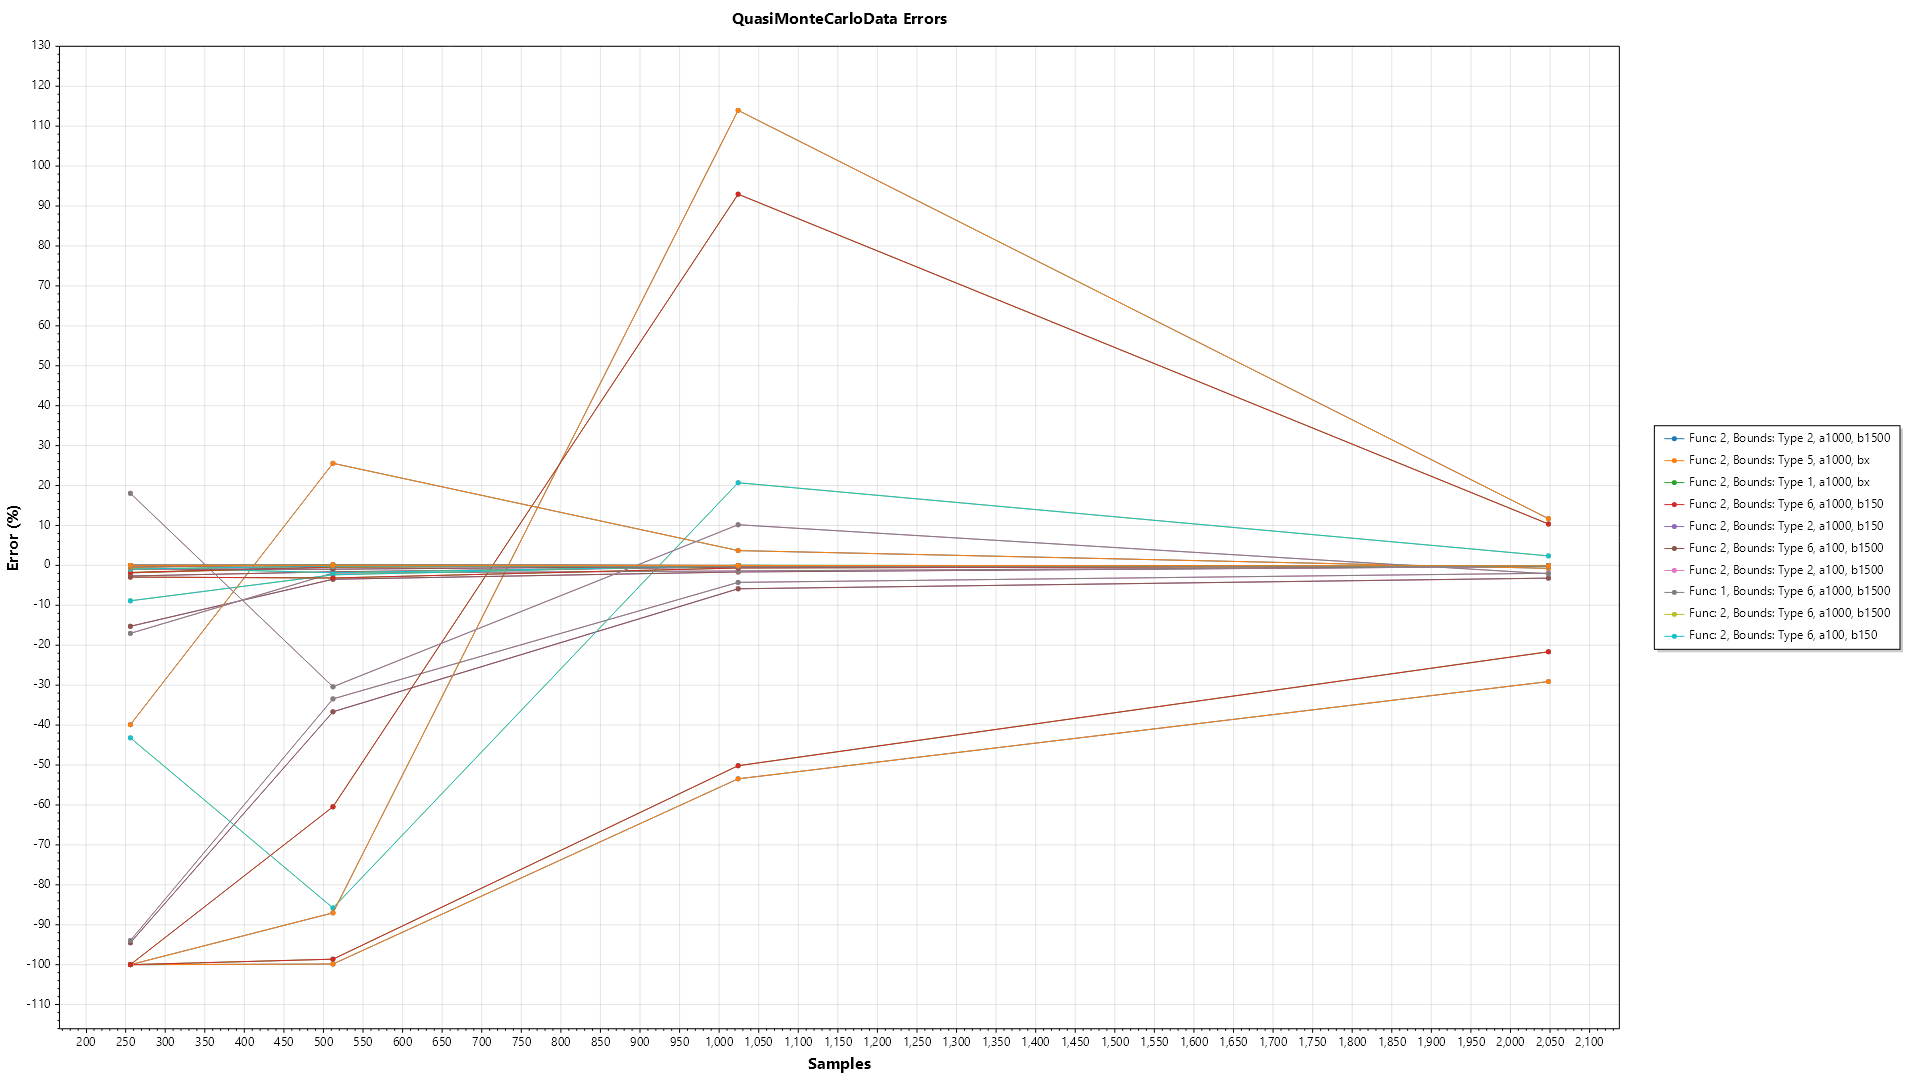 QuasiMonteCarloData Errors
130
120
110
100
90
80
70
60
50
40
30
20
10
0
-10
-20
-30
-40
-50
-60
-70
-80
-90
-100
-110
Error (%)
200 250 300 350 400 450 500 550 600 650 700 750 800 850 900 950 1,000 1,050 1,100 1,150 1,200 1,250 1,300 1,350 1,400 1,450 1,500 1,550 1,600 1,650 1,700 1,750 1,800 1,850 1,900 1,950 2,000 2,050 2,100
Samples
Func: 2, Bounds: Type 2, a1000, b1500
Func: 2, Bounds: Type 5, a1000, bx
Func: 2, Bounds: Type 1, a1000, bx
Func: 2, Bounds: Type 6, a1000, b150
Func: 2, Bounds: Type 2, a1000, b150
Func: 2, Bounds: Type 6, a100, b1500
Func: 2, Bounds: Type 2, a100, b1500
Func: 1, Bounds: Type 6, a1000, b1500
Func: 2, Bounds: Type 6, a1000, b1500
Func: 2, Bounds: Type 6, a100, b150